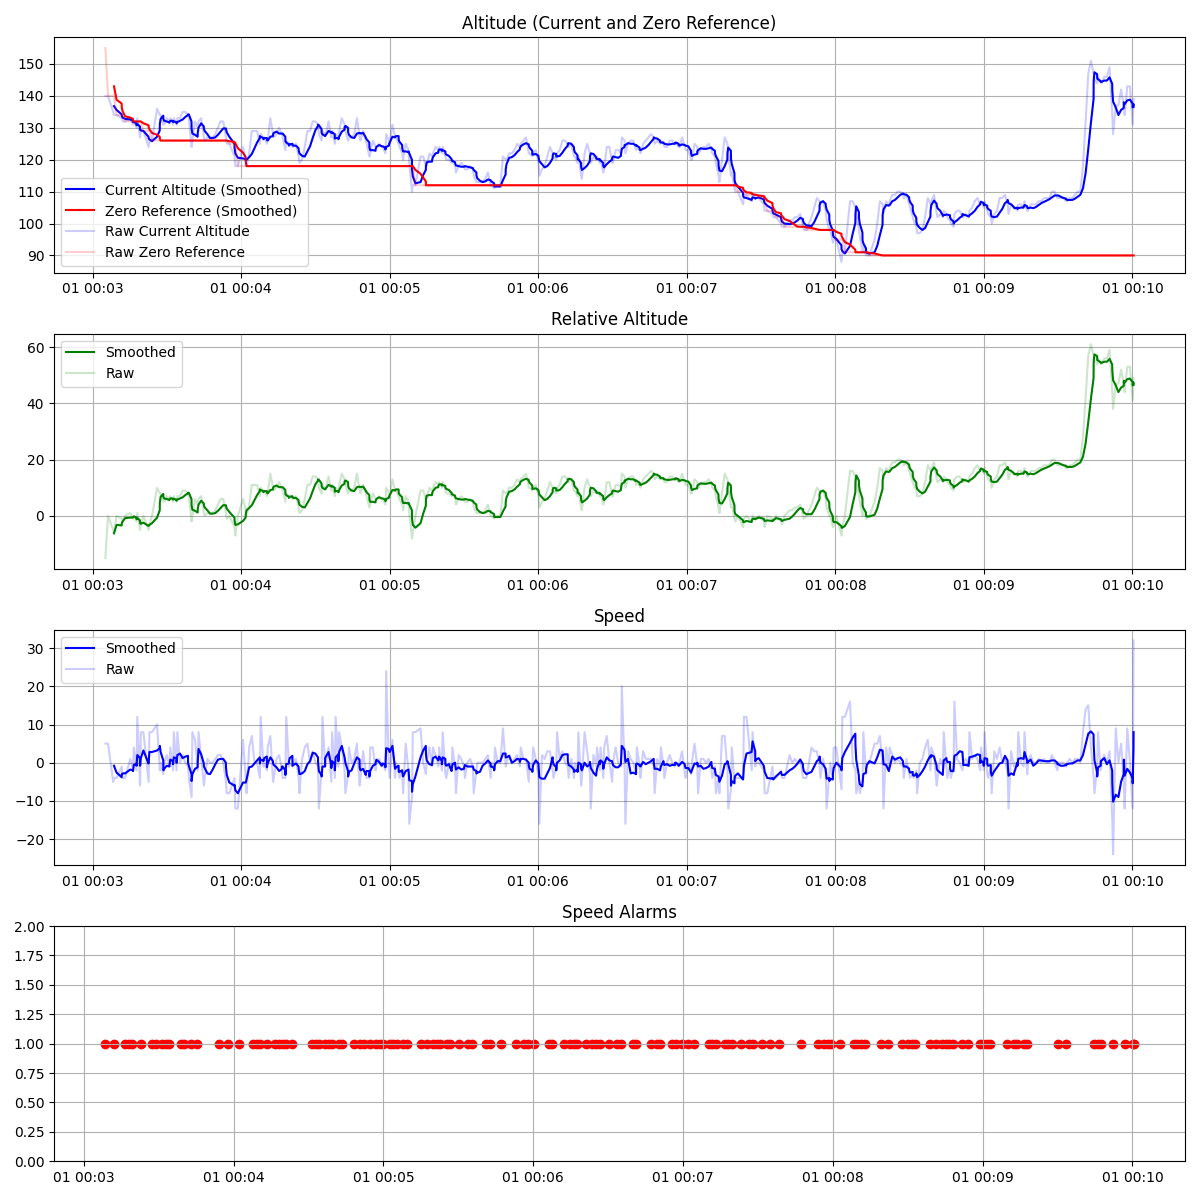 Altitude (Current and Zero Reference)
150
140
130
120
110
100
90
Current Altitude (Smoothed)
Zero Reference (Smoothed)
Raw Current Altitude
Raw Zero Reference
01 00:03 01 00:04 01 00:05 01 00:06 01 00:07 01 00:08 01 00:09 01 00:10
Relative Altitude
60
40
20
0
Smoothed
Raw
01 00:03 01 00:04 01 00:05 01 00:06 01 00:07 01 00:08 01 00:09 01 00:10
Speed
30
20
10
0
−10
−20
Smoothed
Raw
01 00:03 01 00:04 01 00:05 01 00:06 01 00:07 01 00:08 01 00:09 01 00:10
Speed Alarms
2.00
1.75
1.50
1.25
1.00
0.75
0.50
0.25
0.00
01 00:03 01 00:04 01 00:05 01 00:06 01 00:07 01 00:08 01 00:09 01 00:10